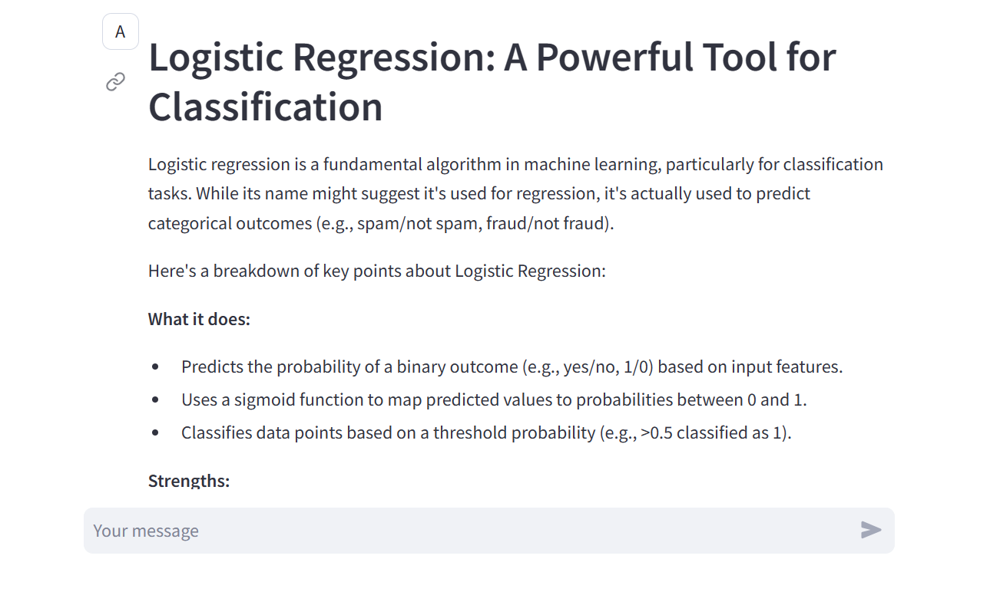 A
Logistic Regression: A Powerful Tool for
Classification
Logistic regression is a fundamental algorithm in machine learning, particularly for classification
tasks. While its name might suggest it's used for regression, it's actually used to predict
categorical outcomes (e.g., spam/not spam, fraud/not fraud).
Here's a breakdown of key points about Logistic Regression:
What it does:
• Predicts the probability of a binary outcome (e.g., yes/no, 1/0) based on input features.
• Uses a sigmoid function to map predicted values to probabilities between 0 and 1.
• Classifies data points based on a threshold probability (e.g., >0.5 classified as 1).
Strengths:
Your message